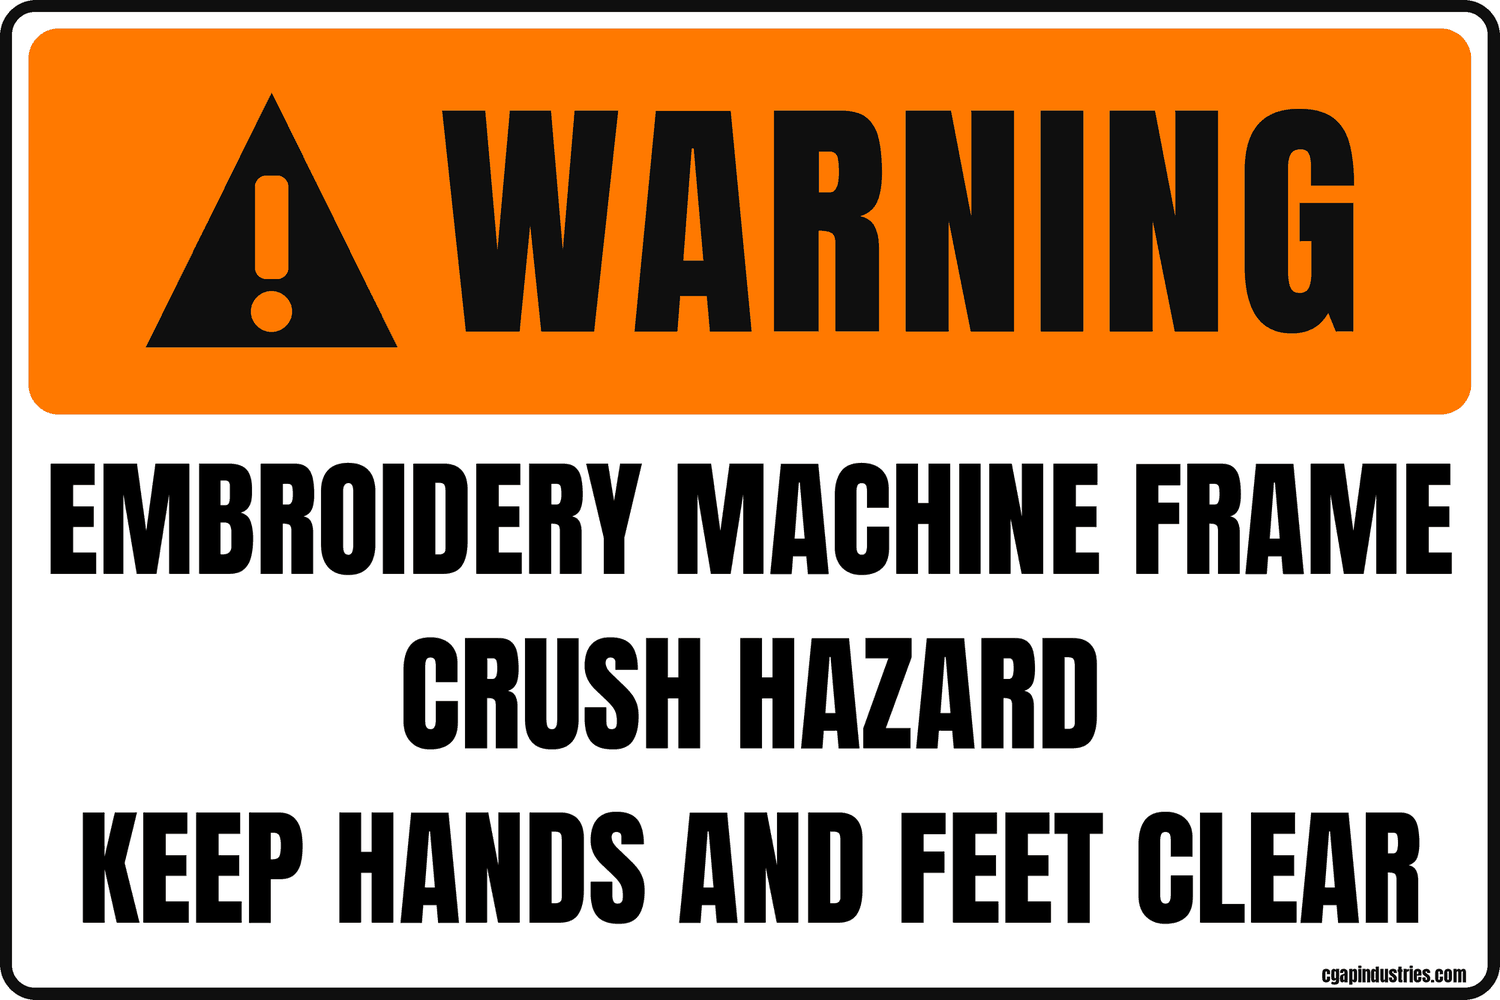 WARNING
EMBROIDERY MACHINE FRAME
CRUSH HAZARD
KEEP HANDS AND FEET CLEAR
cgapindustries.com